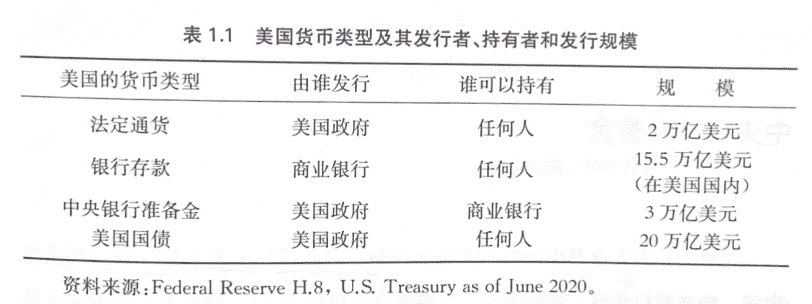 表 1.1 美国货币类型及其发行者、持有者和发行规模
美国的货币类型 由谁发行 谁可以持有 规 模
法定通货 美国政府 任何人 2 万亿美元
银行存款 商业银行 任何人 15.5 万亿美元
(在美国国内)
中央银行准备金 美国政府 商业银行 3 万亿美元
美国国债 美国政府 任何人 20 万亿美元
资料来源:Federal Reserve H.8, U.S. Treasury as of June 2020。